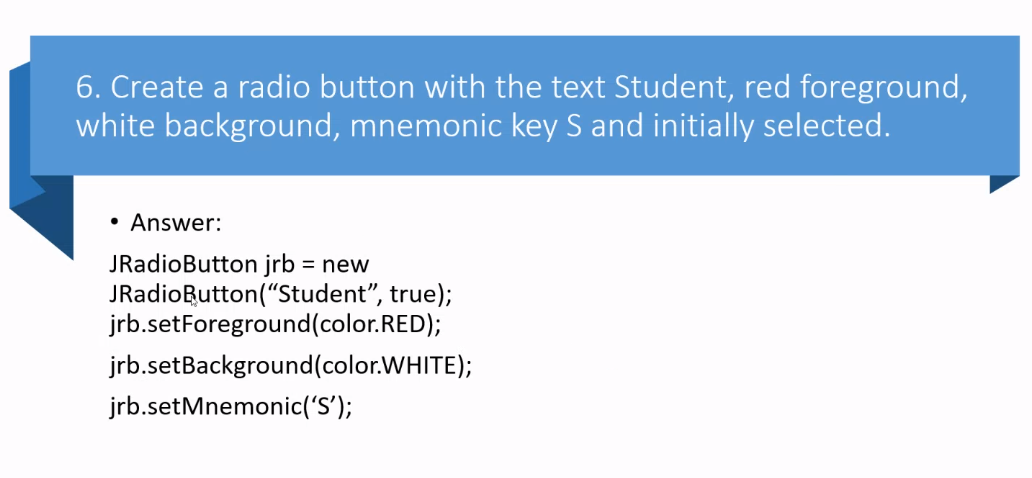 6. Create a radio button with the text Student, red foreground,
white background, mnemonic key S and initially selected.
• Answer:
JRadioButton jrb = new
JRadioButton(“Student”, true);
jrb.setForeground(color.RED);
jrb.setBackground(color.WHITE);
jrb.setMnemonic(‘S’);